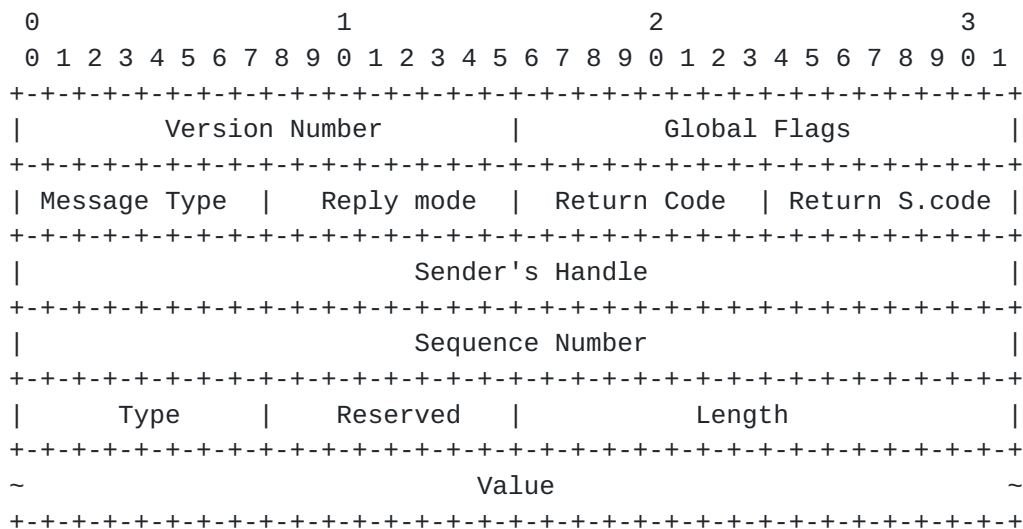 0                   1                   2                   3
 0 1 2 3 4 5 6 7 8 9 0 1 2 3 4 5 6 7 8 9 0 1 2 3 4 5 6 7 8 9 0 1
+-+-+-+-+-+-+-+-+-+-+-+-+-+-+-+-+-+-+-+-+-+-+-+-+-+-+-+-+-+-+-+-+
|         Version Number        |         Global Flags          |
+-+-+-+-+-+-+-+-+-+-+-+-+-+-+-+-+-+-+-+-+-+-+-+-+-+-+-+-+-+-+-+-+
| Message Type  |   Reply mode  |  Return Code  | Return S.code |
+-+-+-+-+-+-+-+-+-+-+-+-+-+-+-+-+-+-+-+-+-+-+-+-+-+-+-+-+-+-+-+-+
|                         Sender's Handle                       |
+-+-+-+-+-+-+-+-+-+-+-+-+-+-+-+-+-+-+-+-+-+-+-+-+-+-+-+-+-+-+-+-+
|                         Sequence Number                       |
+-+-+-+-+-+-+-+-+-+-+-+-+-+-+-+-+-+-+-+-+-+-+-+-+-+-+-+-+-+-+-+-+
|      Type     |    Reserved   |           Length              |
+-+-+-+-+-+-+-+-+-+-+-+-+-+-+-+-+-+-+-+-+-+-+-+-+-+-+-+-+-+-+-+-+
~                             Value                             ~
+-+-+-+-+-+-+-+-+-+-+-+-+-+-+-+-+-+-+-+-+-+-+-+-+-+-+-+-+-+-+-+-+